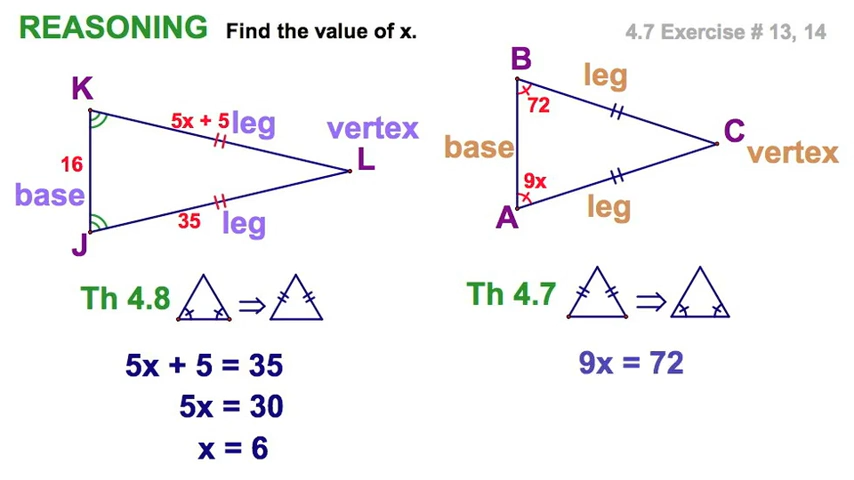 REASONING Find the value of x.
4.7 Exercise # 13, 14
K
5x + 5 leg
vertex
L
16
base
35 leg
J
B
leg
72
base
C
vertex
9x
A
leg
Th 4.8 ⇒
5x + 5 = 35
5x = 30
x = 6
Th 4.7 ⇒
9x = 72